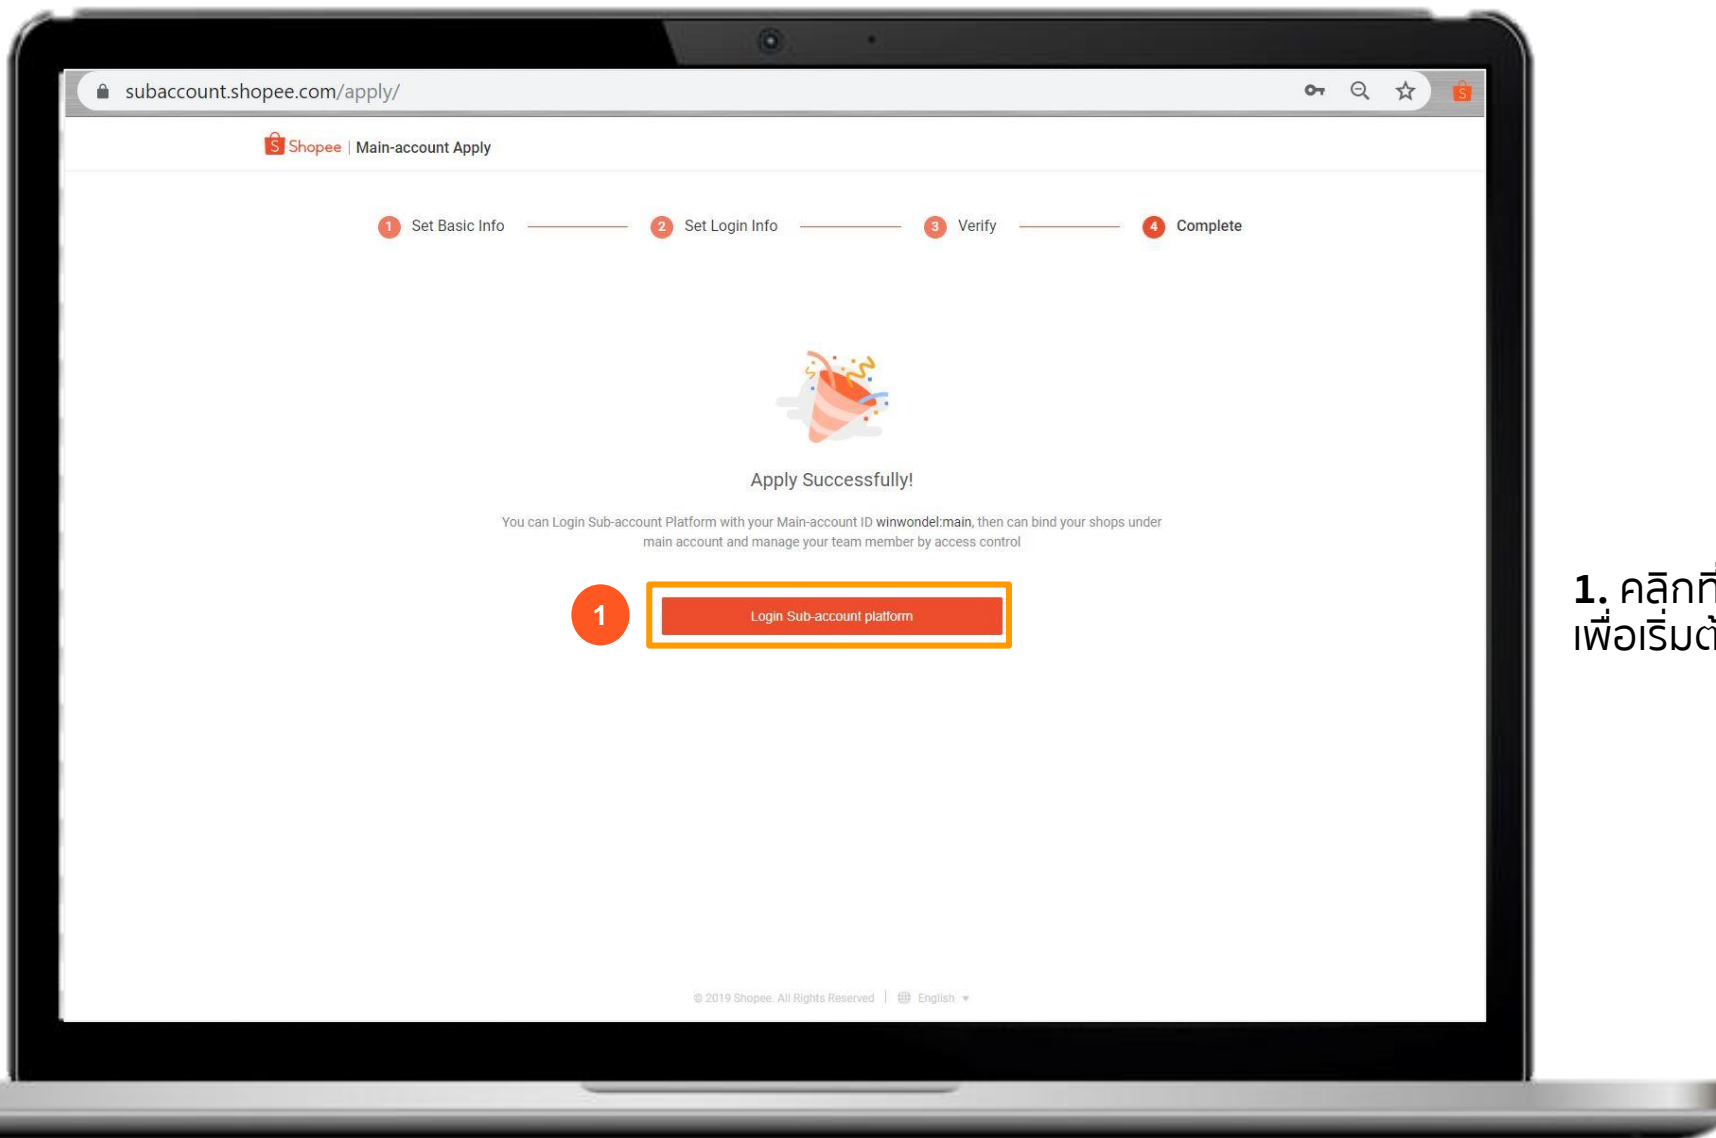 subaccount.shopee.com/apply/
Shopee | Main-account Apply
1 Set Basic Info 2 Set Login Info 3 Verify 4 Complete
Apply Successfully!
You can Login Sub-account Platform with your Main-account ID winwondel:main, then can bind your shops under
main account and manage your team member by access control
1 Login Sub-account platform
1. คลิกที่
เพื่อเริ่มต้
© 2019 Shopee. All Rights Reserved | English